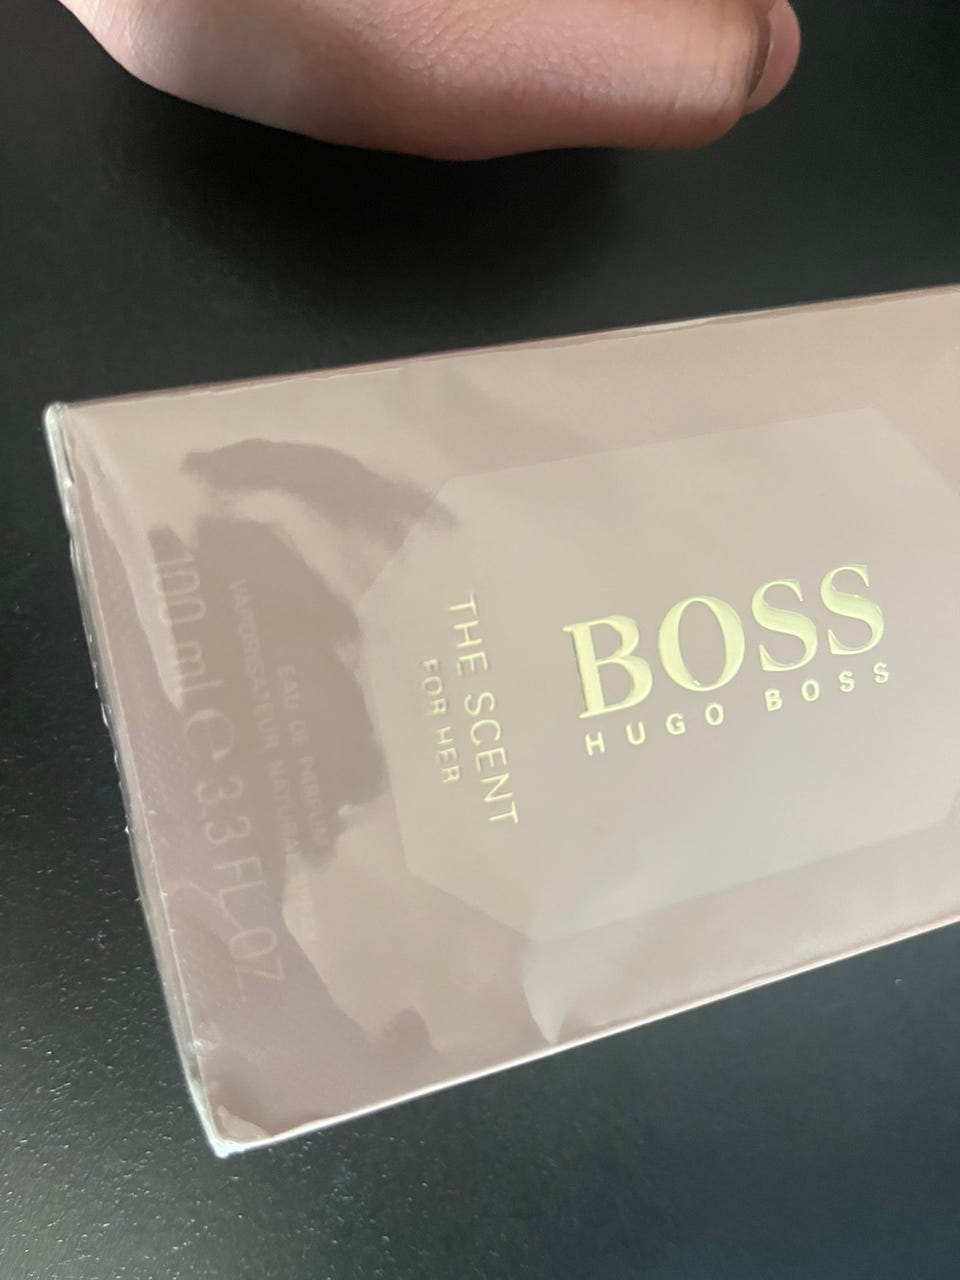 BOSS
HUGO BOSS
THE SCENT
FOR HER
EAU DE PARFUM
VAPORISATEUR NATURAL SPRAY
100 ml ℮ 3.3 FL.OZ.